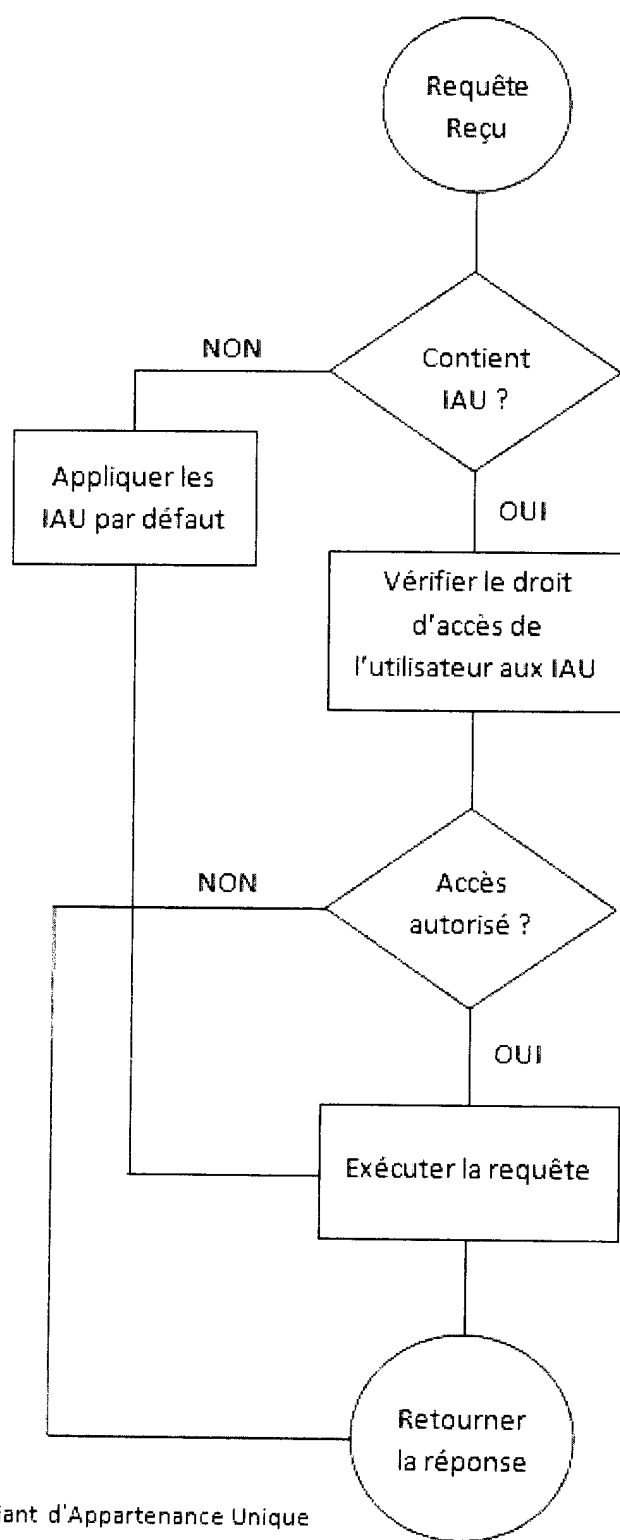 Requête
Reçu
NON
Contient
IAU ?
Appliquer les
IAU par défaut
OUI
Vérifier le droit
d'accès de
l'utilisateur aux IAU
NON
Accès
autorisé ?
OUI
Exécuter la requête
Retourner
la réponse
d'Appartenance Unique